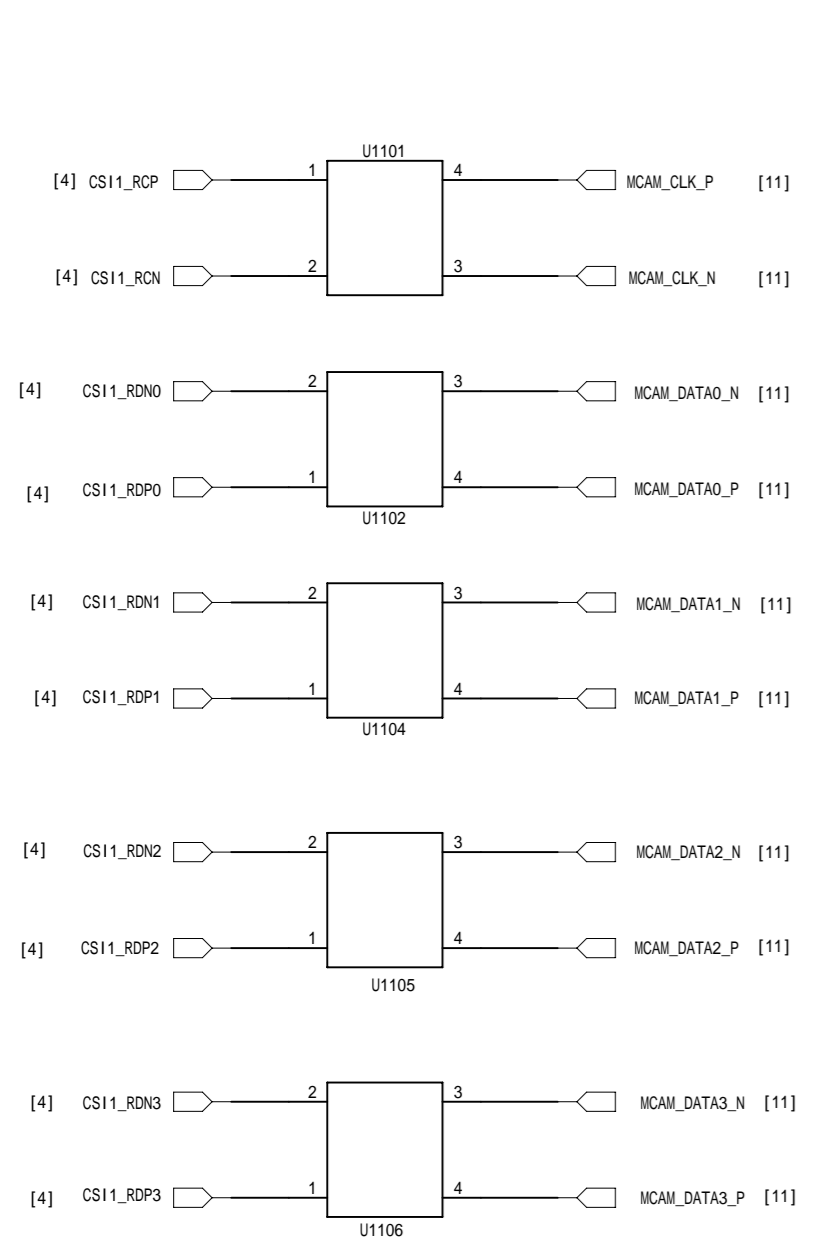 U1101
[4] CSI1_RCP 1 4 MCAM_CLK_P [11]
[4] CSI1_RCN 2 3 MCAM_CLK_N [11]
[4] CSI1_RDN0 2 3 MCAM_DATA0_N [11]
[4] CSI1_RDP0 1 4 MCAM_DATA0_P [11]
U1102
[4] CSI1_RDN1 2 3 MCAM_DATA1_N [11]
[4] CSI1_RDP1 1 4 MCAM_DATA1_P [11]
U1104
[4] CSI1_RDN2 2 3 MCAM_DATA2_N [11]
[4] CSI1_RDP2 1 4 MCAM_DATA2_P [11]
U1105
[4] CSI1_RDN3 2 3 MCAM_DATA3_N [11]
[4] CSI1_RDP3 1 4 MCAM_DATA3_P [11]
U1106